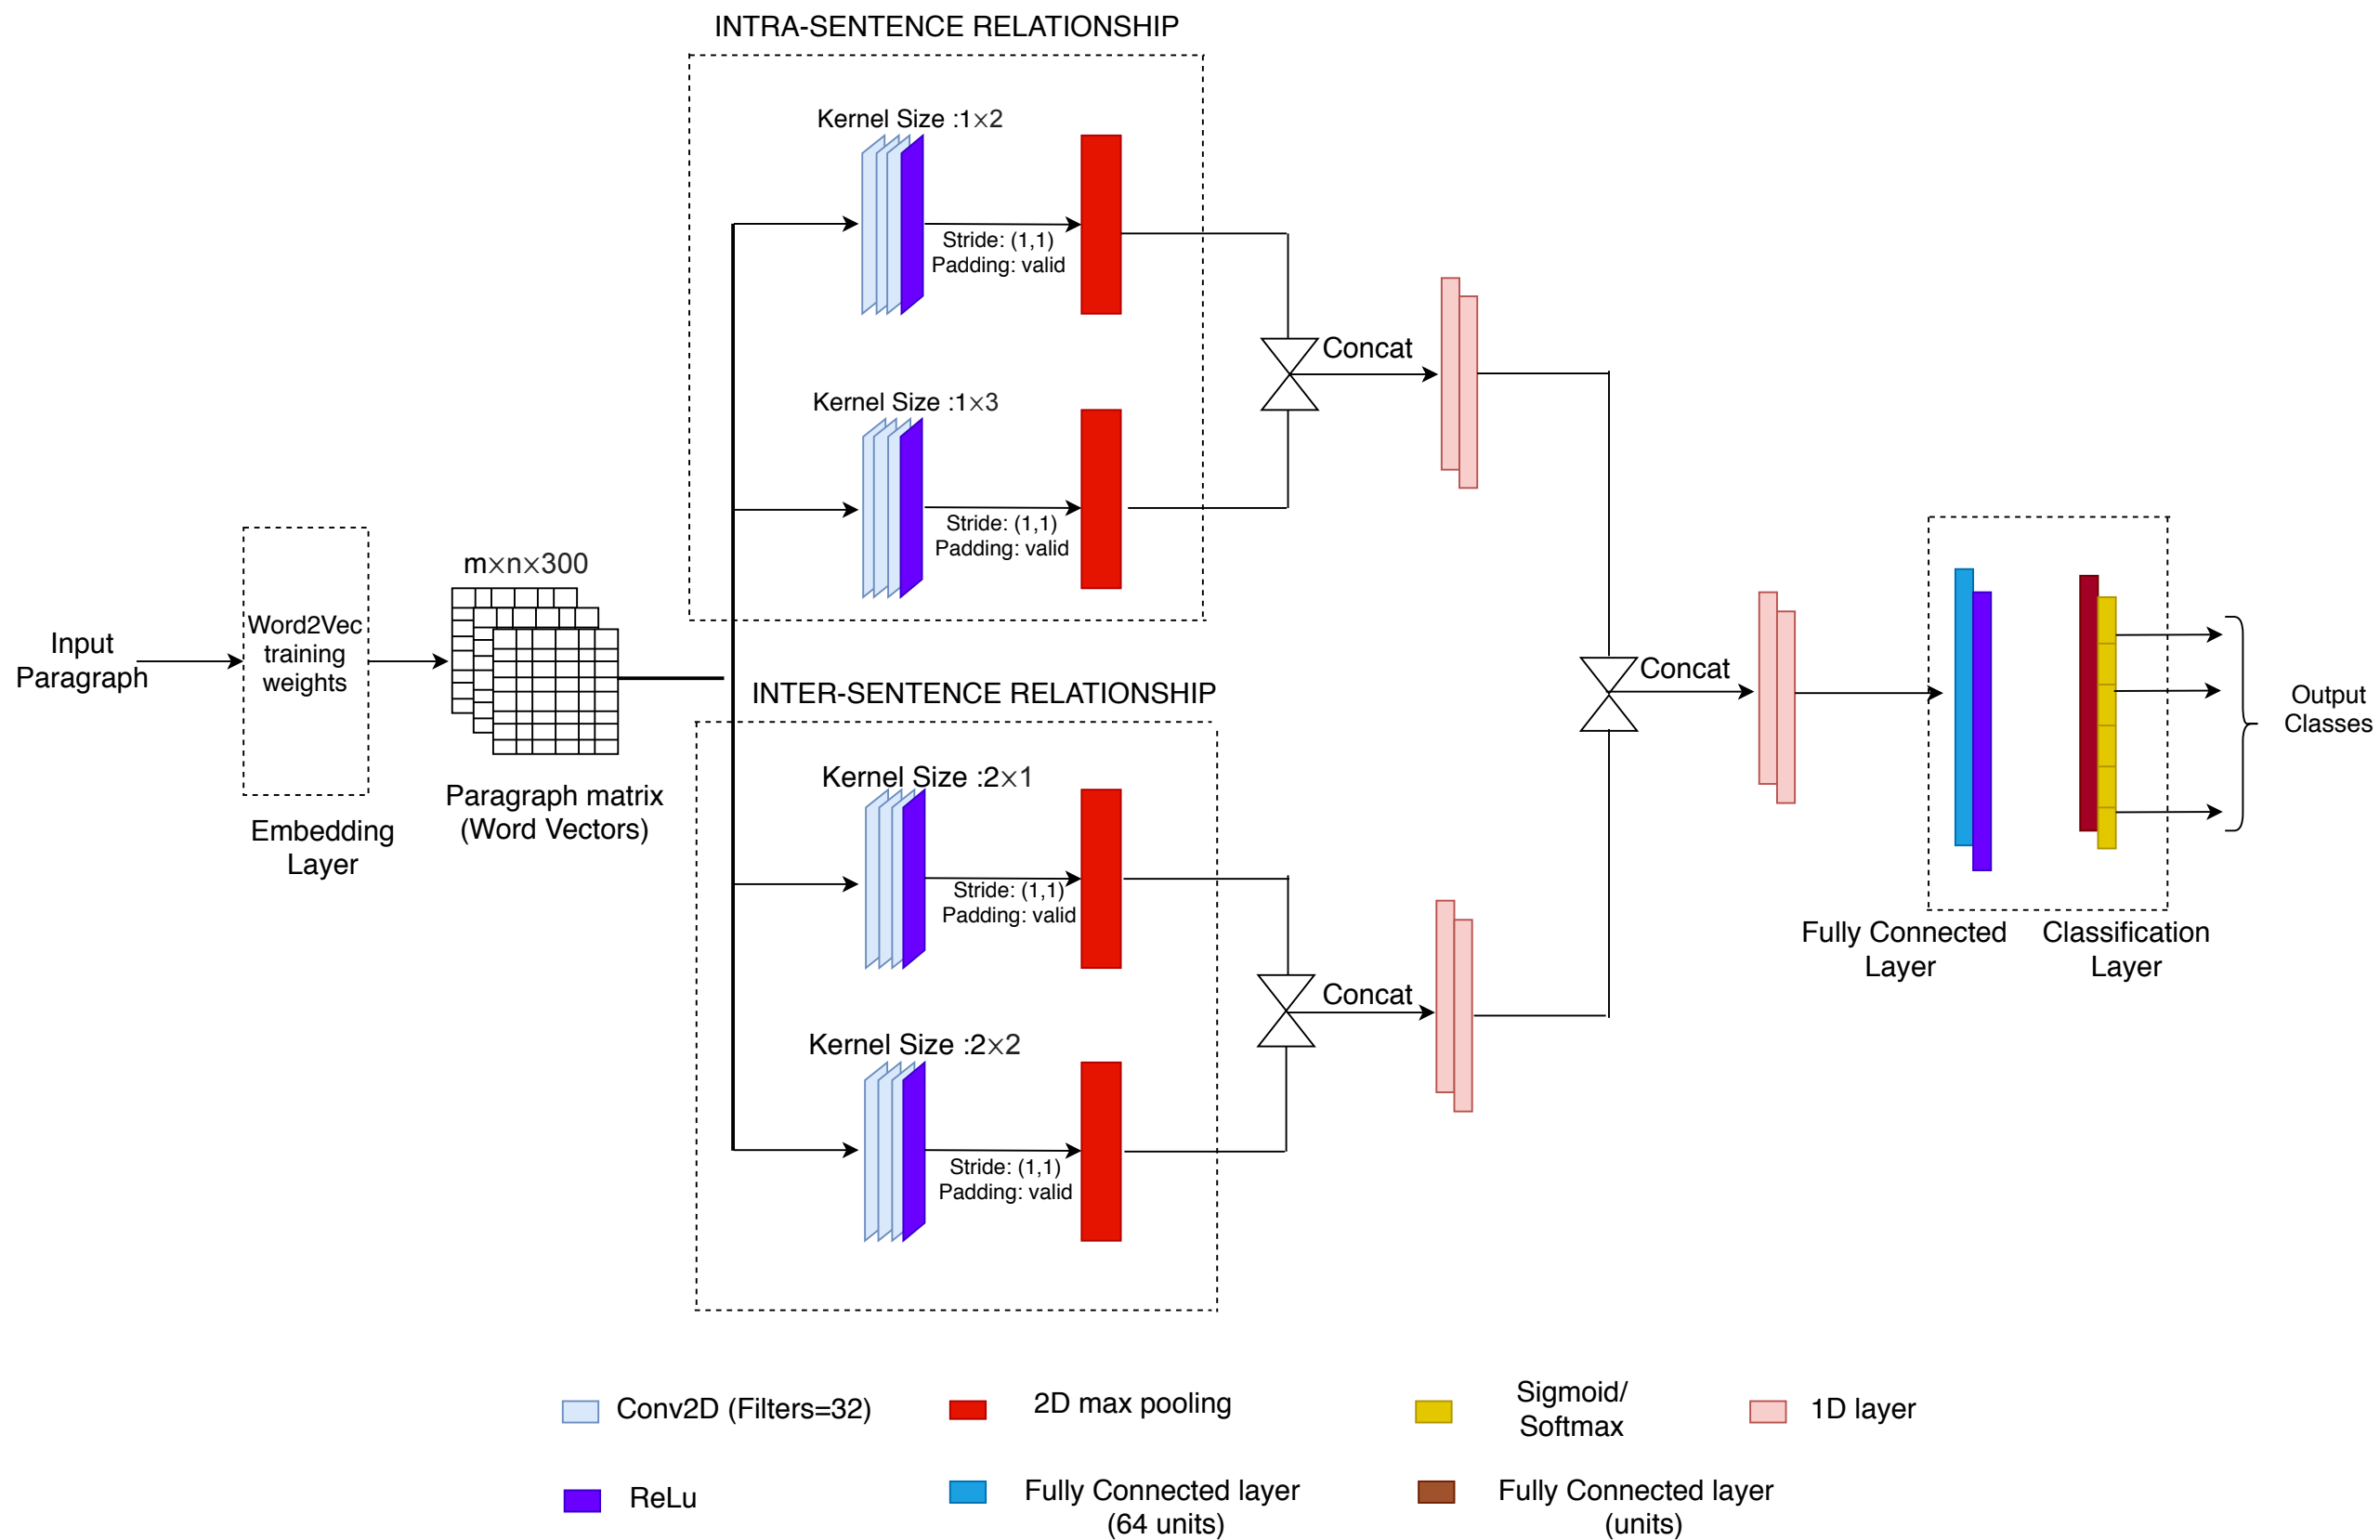 INTRA-SENTENCE RELATIONSHIP
Kernel Size :1×2
Stride: (1,1)
Padding: valid
Concat
Kernel Size :1×3
Stride: (1,1)
Padding: valid
Input
Paragraph
Word2Vec
training
weights
Embedding
Layer
m×n×300
Paragraph matrix
(Word Vectors)
INTER-SENTENCE RELATIONSHIP
Kernel Size :2×1
Stride: (1,1)
Padding: valid
Concat
Kernel Size :2×2
Stride: (1,1)
Padding: valid
Concat
Fully Connected
Layer
Classification
Layer
Output
Classes
Conv2D (Filters=32)
2D max pooling
Sigmoid/
Softmax
1D layer
ReLu
Fully Connected layer
(64 units)
Fully Connected layer
(units)